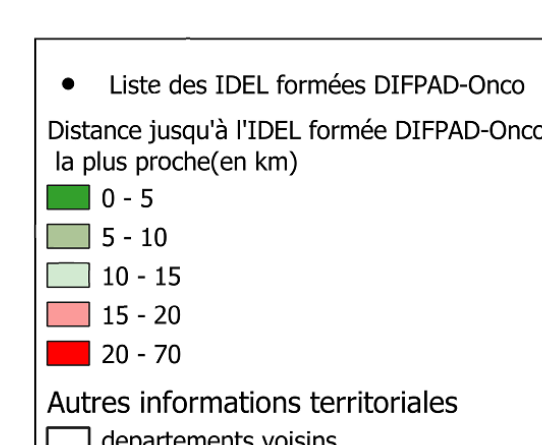 Liste des IDEL formées DIFPAD-Onco
Distance jusqu'à l'IDEL formée DIFPAD-Onco
la plus proche(en km)
0 - 5
5 - 10
10 - 15
15 - 20
20 - 70
Autres informations territoriales
departements voisins